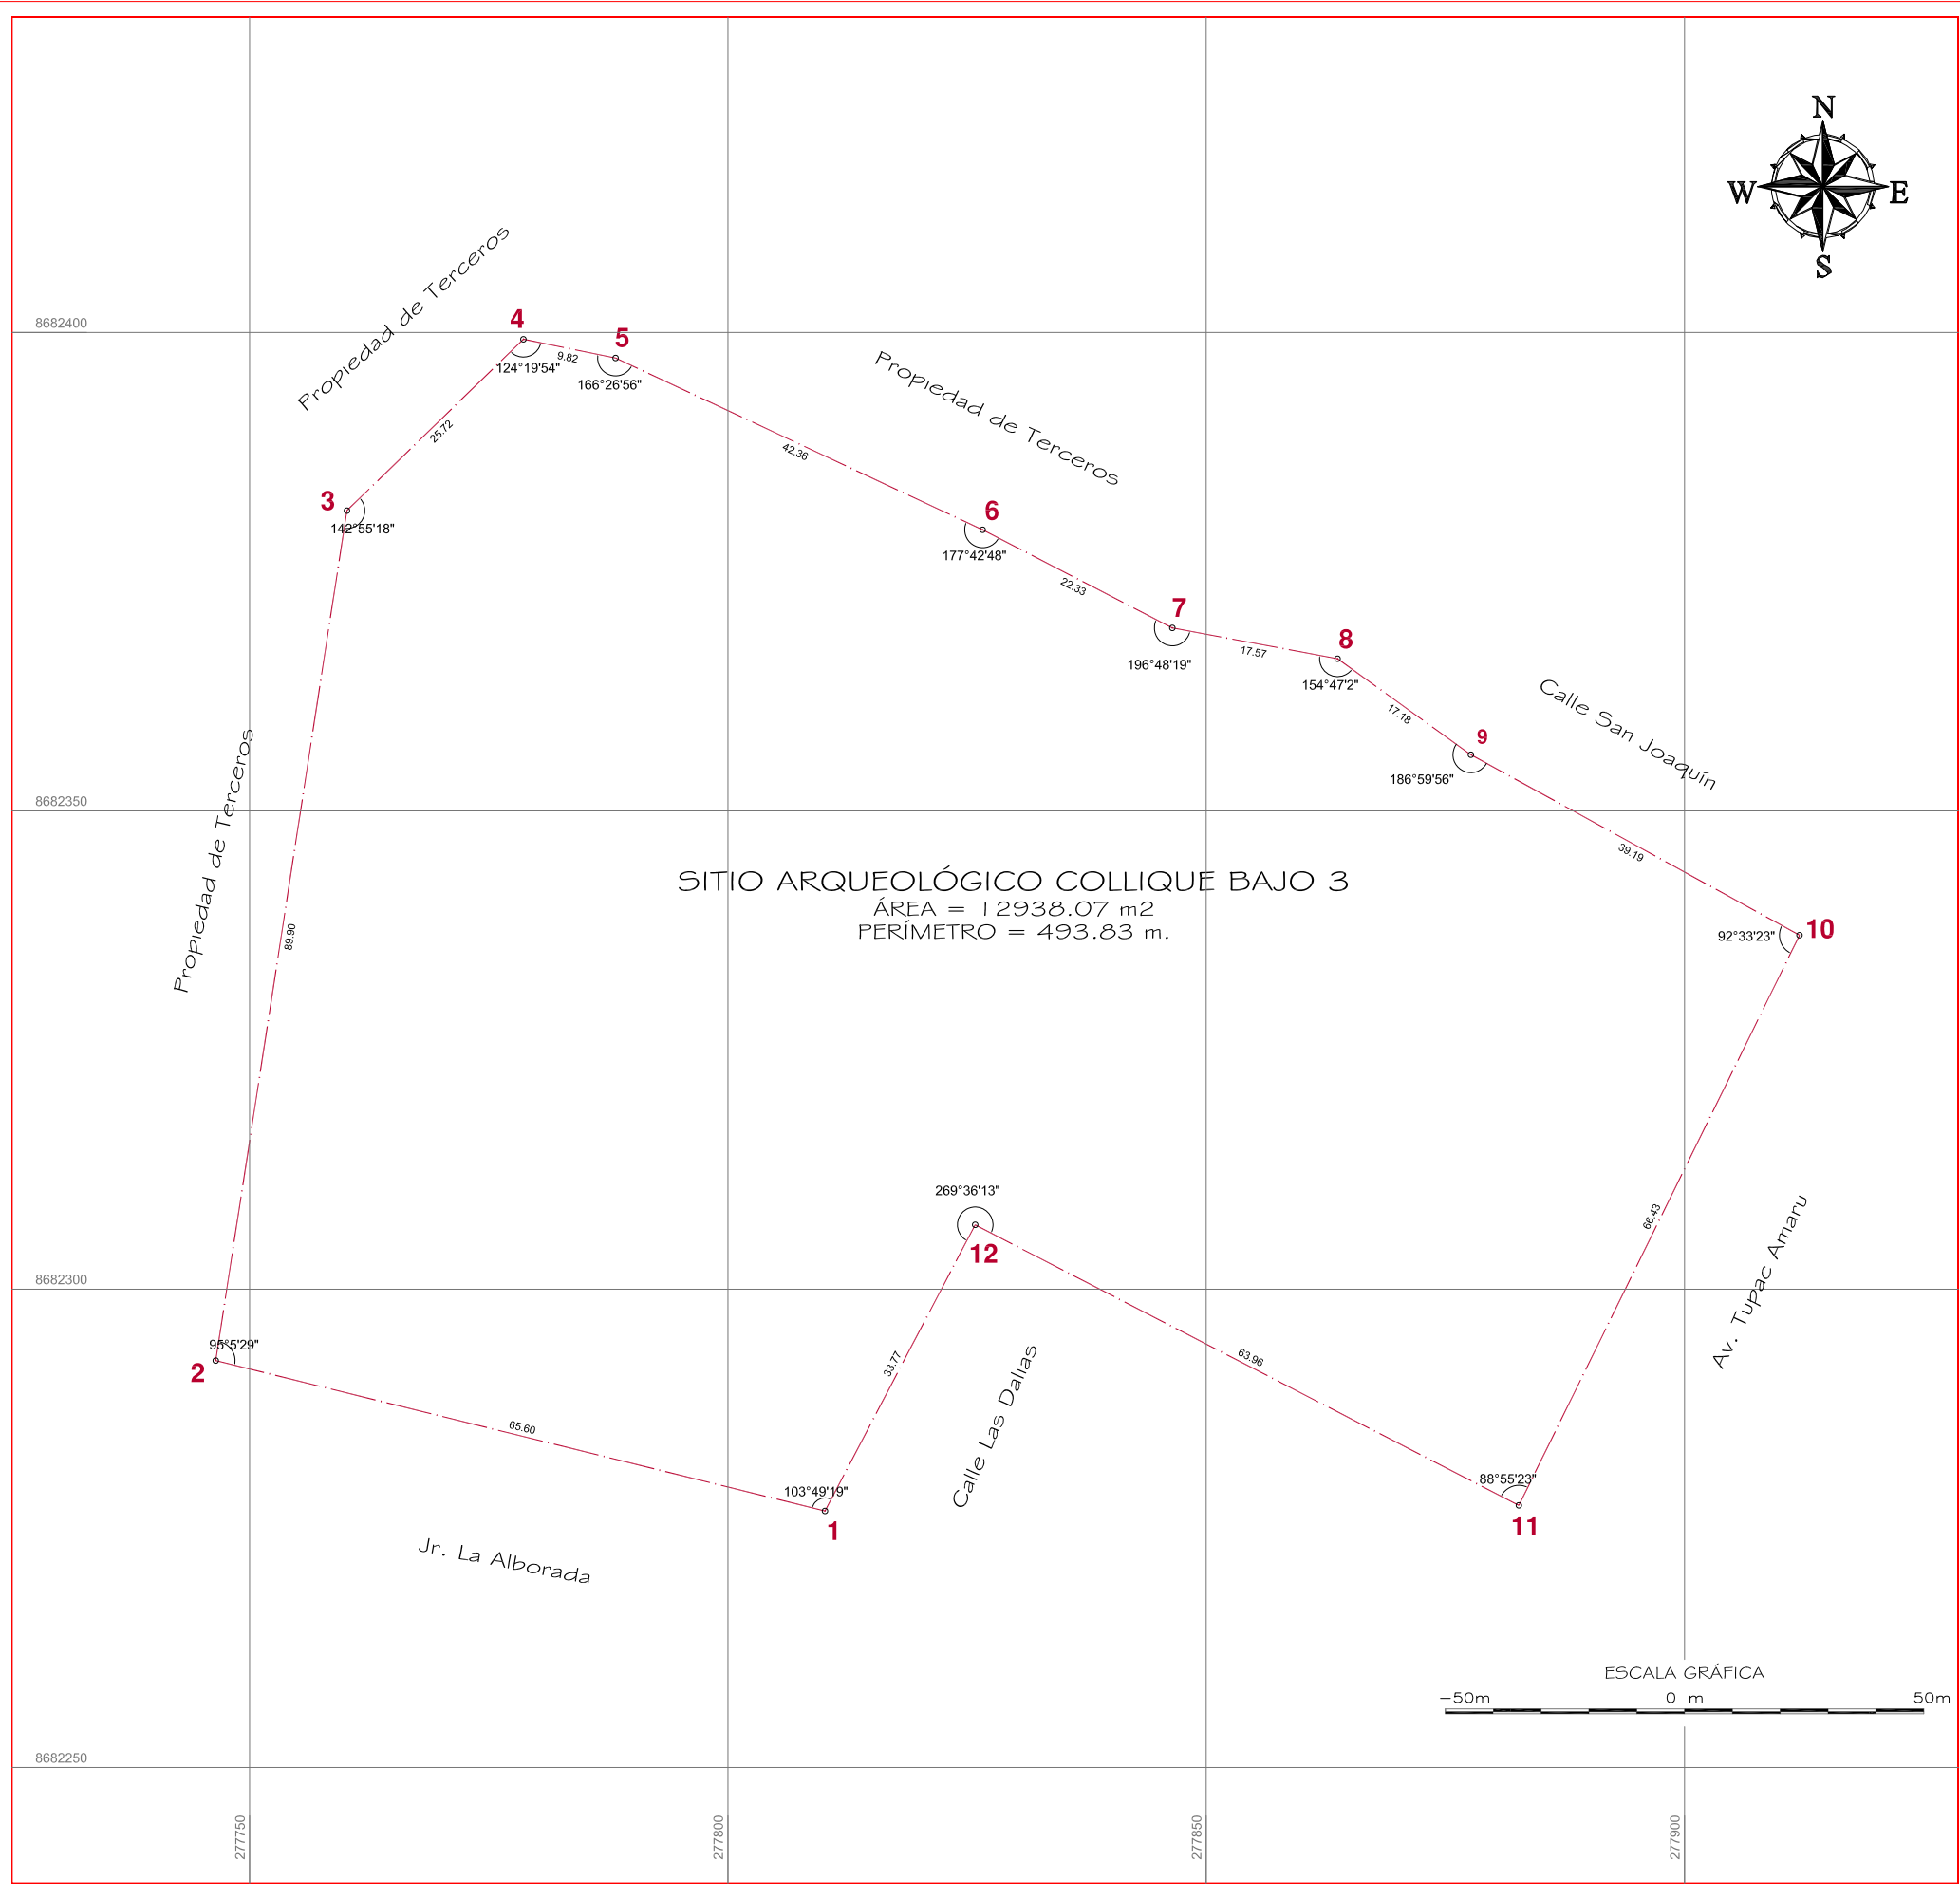 N
W
E
S
8682400
8682350
8682300
8682250
277750
277800
277850
277900
Propiedad de Terceros
4
9.82
5
124°19'54"
166°26'56"
Propiedad de Terceros
25.72
42.36
3
142°55'18"
6
177°42'48"
22.33
7
196°48'19"
17.57
8
154°47'2"
17.18
9
186°59'56"
Calle San Joaquín
39.19
Propiedad de Terceros
89.90
SITIO ARQUEOLÓGICO COLLIQUE BAJO 3
ÁREA = 12938.07 m2
PERÍMETRO = 493.83 m.
92°33'23"
10
66.43
Av. Tupac Amaru
269°36'13"
12
33.77
Calle Las Dalias
63.96
95°5'29"
2
65.60
103°49'19"
1
88°55'23"
11
Jr. La Alborada
ESCALA GRÁFICA
-50m 0 m 50m